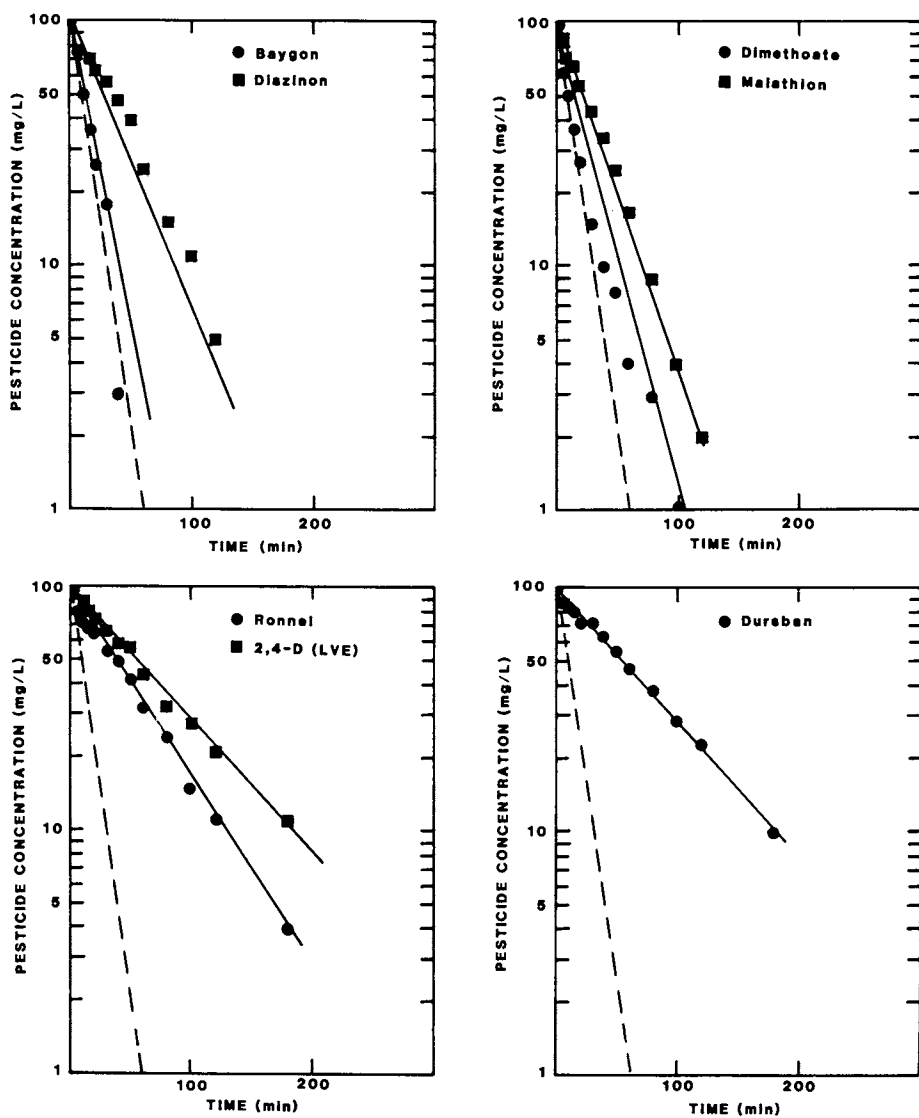 PESTICIDE CONCENTRATION (mg/L)
100
50
10
5
1
Baygon
Diazinon
100
200
TIME (min)
PESTICIDE CONCENTRATION (mg/L)
100
50
10
5
1
Dimethoate
Malathion
100
200
TIME (min)
PESTICIDE CONCENTRATION (mg/L)
100
50
10
5
1
Ronnel
2,4-D (LVE)
100
200
TIME (min)
PESTICIDE CONCENTRATION (mg/L)
100
50
10
5
1
Dursban
100
200
TIME (min)